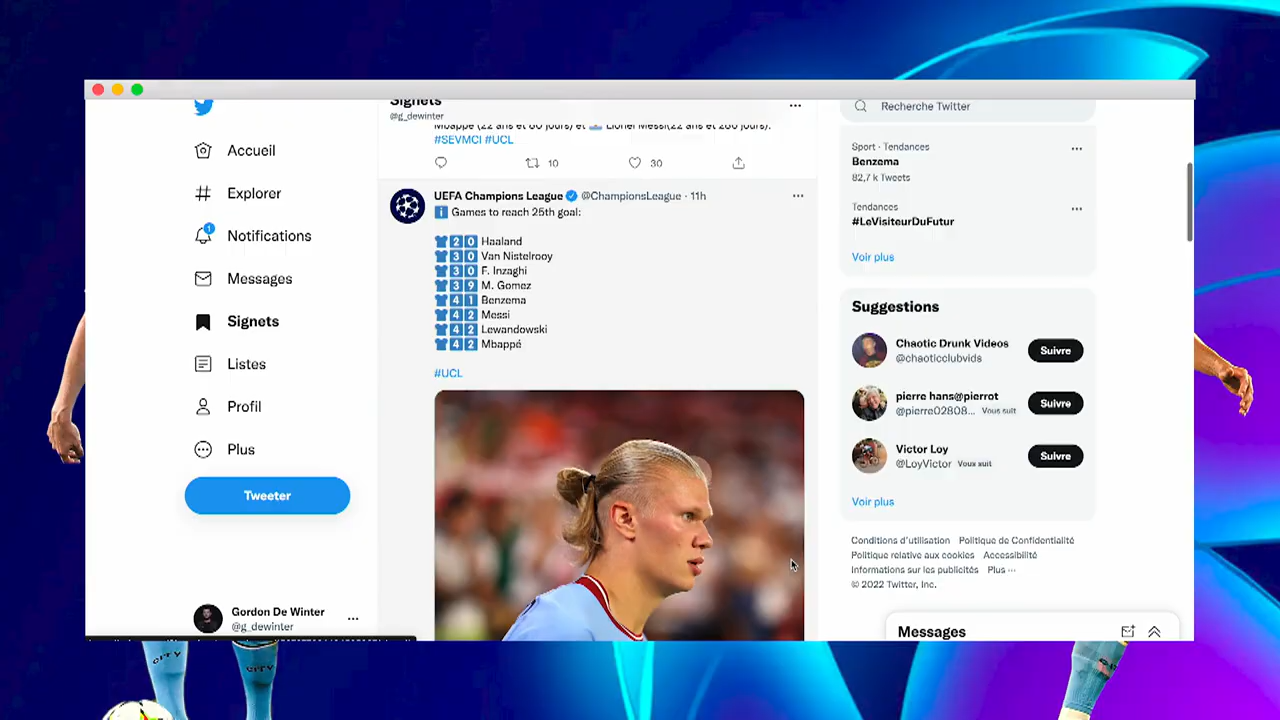 Accueil
Explorer
1
Notifications
Messages
Signets
Listes
Profil
Plus
Tweeter
Gordon De Winter
@g_dewinter
Signets
@g_dewinter
Mbappé (22 ans et 80 jours) et Lionel Messi(22 ans et 286 jours).
#SEVMCI #UCL
10
30
UEFA Champions League @ChampionsLeague · 11h
Games to reach 25th goal:
20 Haaland
30 Van Nistelrooy
30 F. Inzaghi
39 M. Gomez
41 Benzema
42 Messi
42 Lewandowski
42 Mbappé
#UCL
Recherche Twitter
Sport · Tendances
Benzema
82,7 k Tweets
Tendances
#LeVisiteurDuFutur
Voir plus
Suggestions
Chaotic Drunk Videos
@chaoticclubvids
Suivre
pierre hans@pierrot
@pierre02808... Vous suit
Suivre
Victor Loy
@LoyVictor Vous suit
Suivre
Voir plus
Conditions d'utilisation Politique de Confidentialité
Politique relative aux cookies Accessibilité
Informations sur les publicités Plus ···
© 2022 Twitter, Inc.
Messages
CITY
CITY